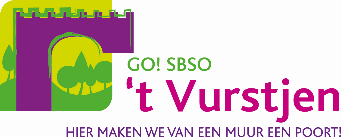 GO! SBSO
't Vurstjen
HIER MAKEN WE VAN EEN MUUR EEN POORT!